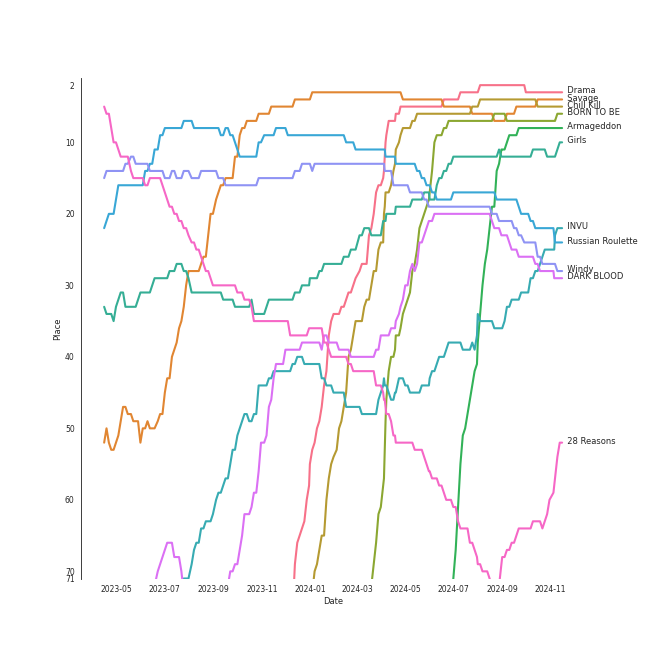 2
10
20
30
40
50
60
70
71
Place
2023-05
2023-07
2023-09
2023-11
2024-01
2024-03
2024-05
2024-07
2024-09
2024-11
Date
Drama
Savage
Chill Kill
BORN TO BE
Armageddon
Girls
INVU
Russian Roulette
Windy
DARK BLOOD
28 Reasons